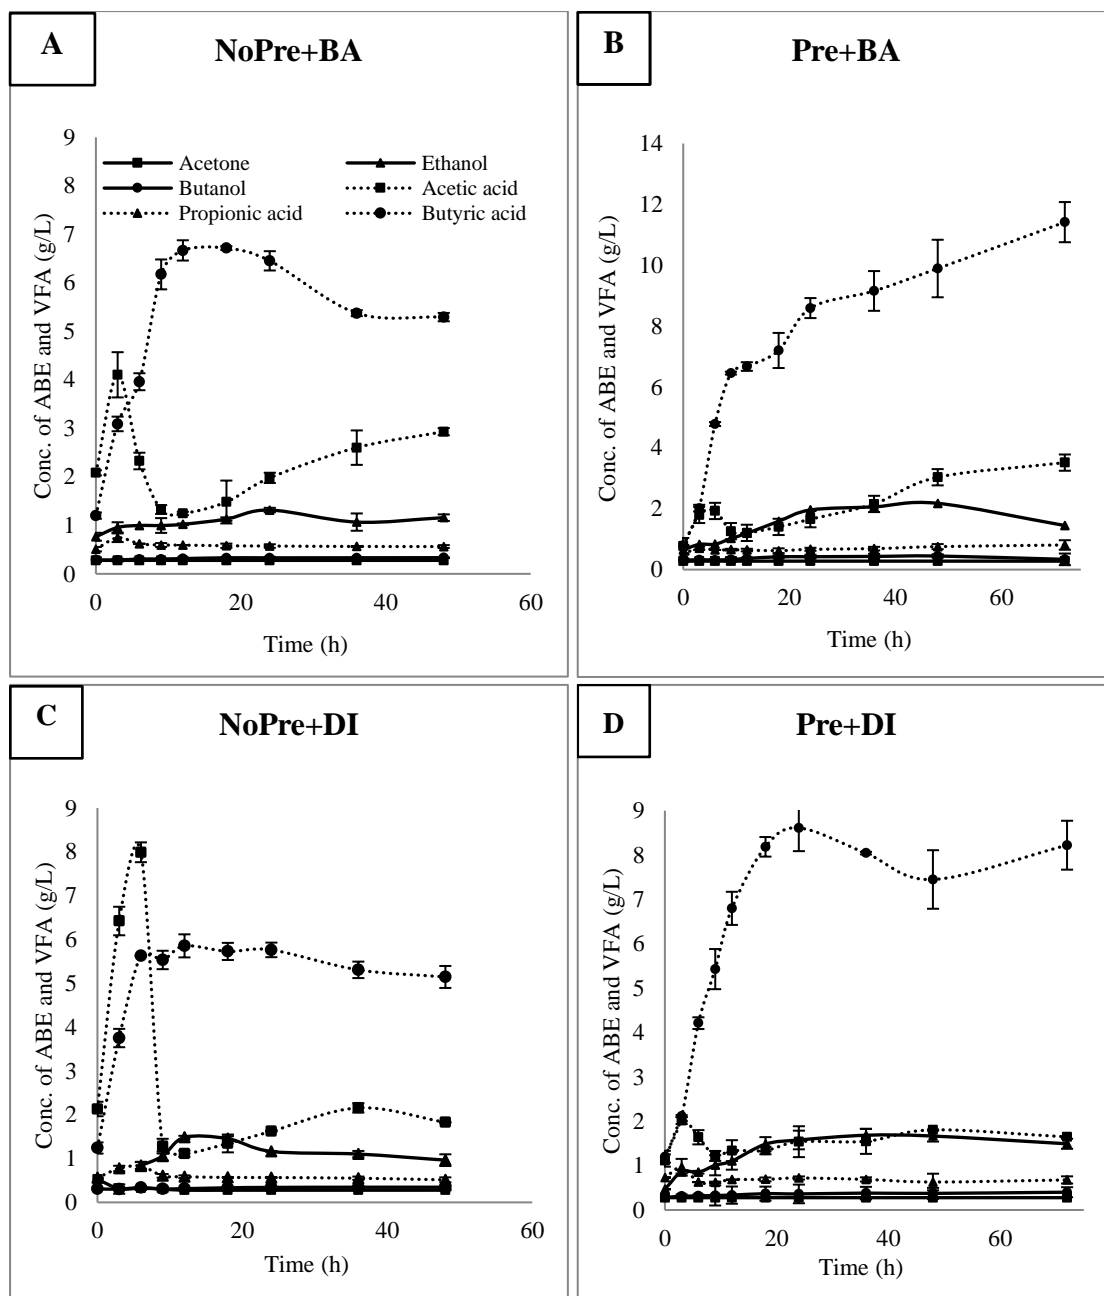 A
NoPre+BA
9
8
7
6
5
4
3
2
1
0
Conc. of ABE and VFA (g/L)
Acetone
Ethanol
Butanol
Acetic acid
Propionic acid
Butyric acid
0
20
40
60
Time (h)
B
Pre+BA
14
12
10
8
6
4
2
0
Conc. of ABE and VFA (g/L)
0
20
40
60
Time (h)
C
NoPre+DI
9
8
7
6
5
4
3
2
1
0
Conc. of ABE and VFA (g/L)
0
20
40
60
Time (h)
D
Pre+DI
9
8
7
6
5
4
3
2
1
0
Conc. of ABE and VFA (g/L)
0
20
40
60
Time (h)